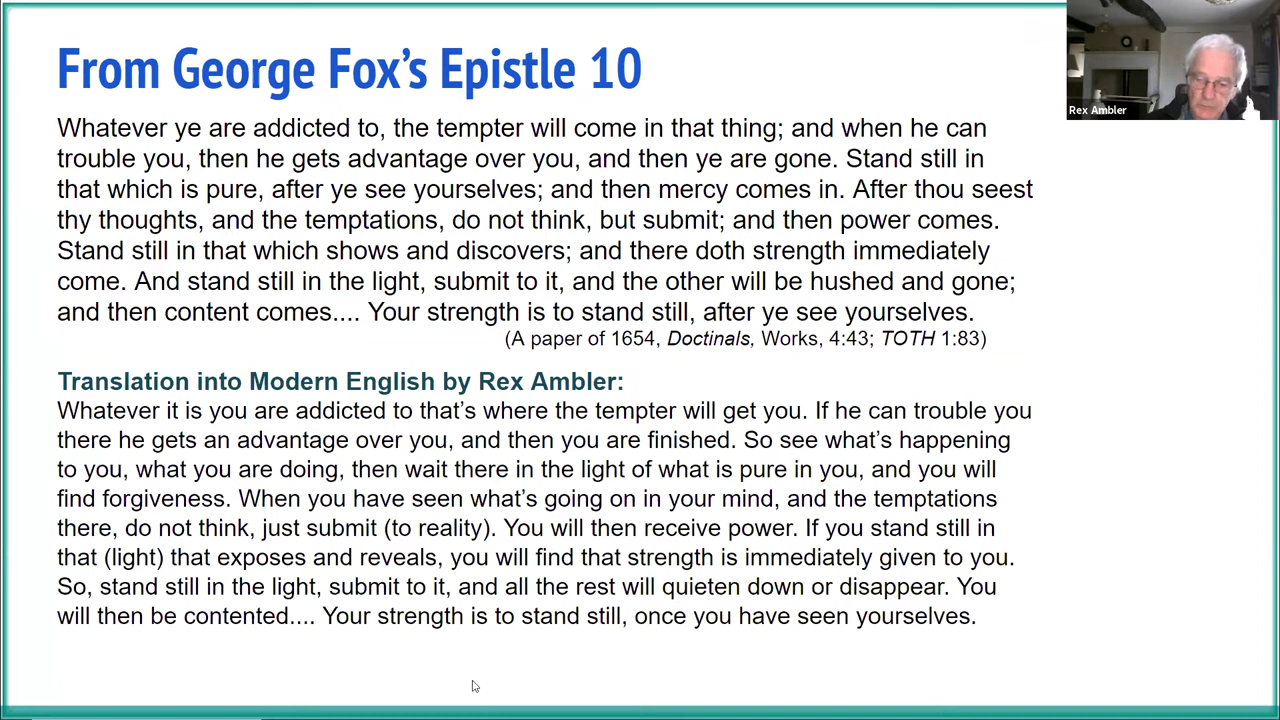 From George Fox's Epistle 10
Rex Ambler
Whatever ye are addicted to, the tempter will come in that thing; and when he can
trouble you, then he gets advantage over you, and then ye are gone. Stand still in
that which is pure, after ye see yourselves; and then mercy comes in. After thou seest
thy thoughts, and the temptations, do not think, but submit; and then power comes.
Stand still in that which shows and discovers; and there doth strength immediately
come. And stand still in the light, submit to it, and the other will be hushed and gone;
and then content comes.... Your strength is to stand still, after ye see yourselves.
(A paper of 1654, Doctinals, Works, 4:43; TOTH 1:83)
Translation into Modern English by Rex Ambler:
Whatever it is you are addicted to that's where the tempter will get you. If he can trouble you
there he gets an advantage over you, and then you are finished. So see what's happening
to you, what you are doing, then wait there in the light of what is pure in you, and you will
find forgiveness. When you have seen what's going on in your mind, and the temptations
there, do not think, just submit (to reality). You will then receive power. If you stand still in
that (light) that exposes and reveals, you will find that strength is immediately given to you.
So, stand still in the light, submit to it, and all the rest will quieten down or disappear. You
will then be contented.... Your strength is to stand still, once you have seen yourselves.